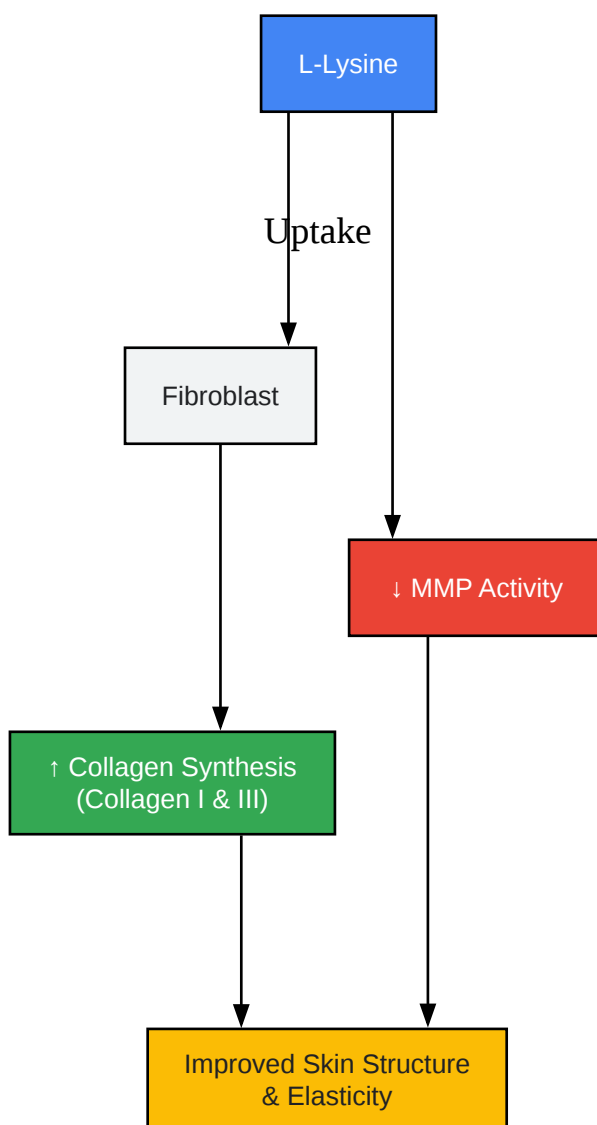 L-Lysine
Uptake
Fibroblast
↓ MMP Activity
↑ Collagen Synthesis
(Collagen I & III)
Improved Skin Structure
& Elasticity